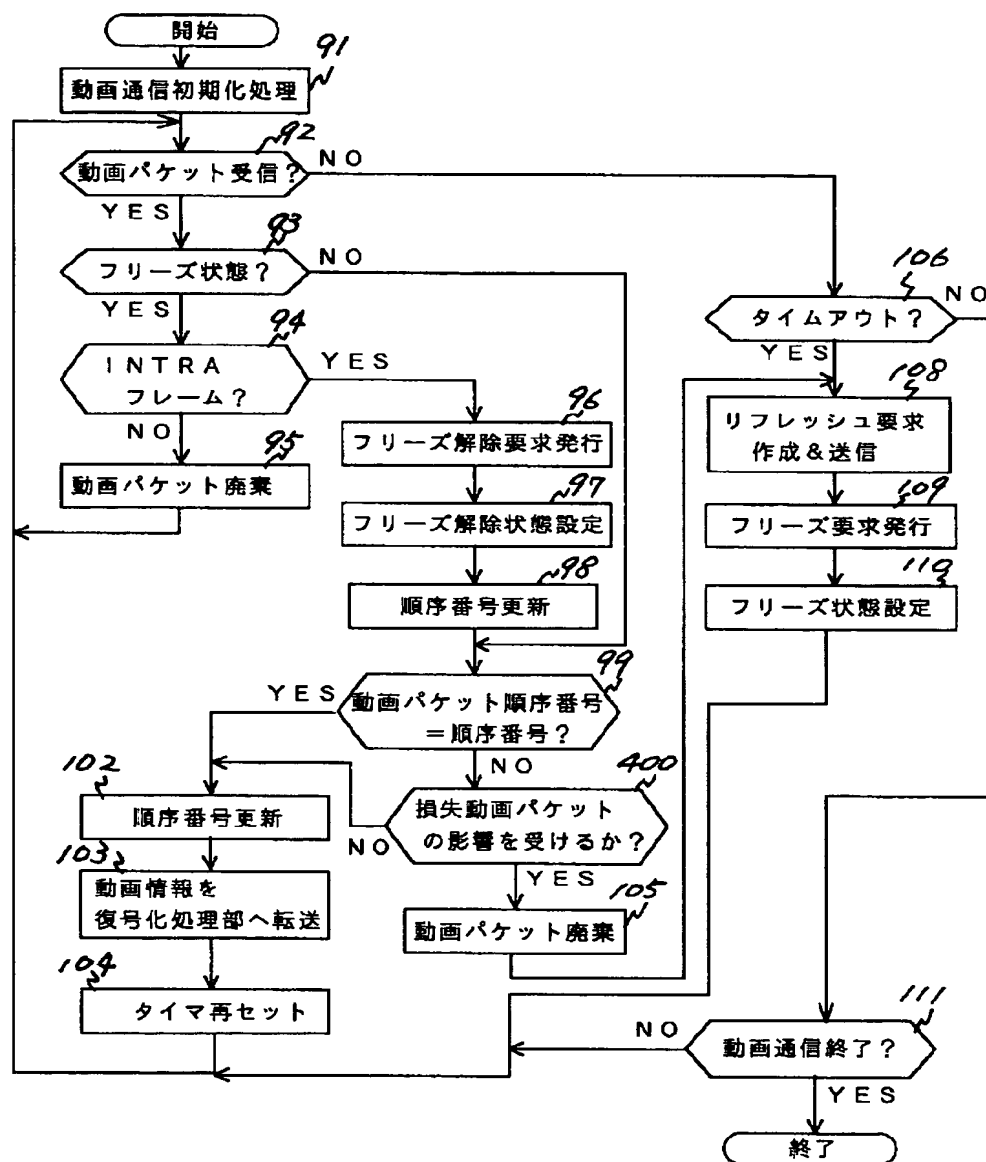 開始
91
動画通信初期化処理
92
動画パケット受信?
NO
YES
93
フリーズ状態?
NO
YES
94
INTRA
フレーム?
YES
NO
95
動画パケット廃棄
96
フリーズ解除要求発行
97
フリーズ解除状態設定
98
順序番号更新
99
動画パケット順序番号
=順序番号?
YES
NO
400
損失動画パケット
の影響を受けるか?
NO
YES
102
順序番号更新
103
動画情報を
復号化処理部へ転送
104
タイマ再セット
105
動画パケット廃棄
106
タイムアウト?
NO
YES
108
リフレッシュ要求
作成&送信
109
フリーズ要求発行
110
フリーズ状態設定
111
動画通信終了?
NO
YES
終了